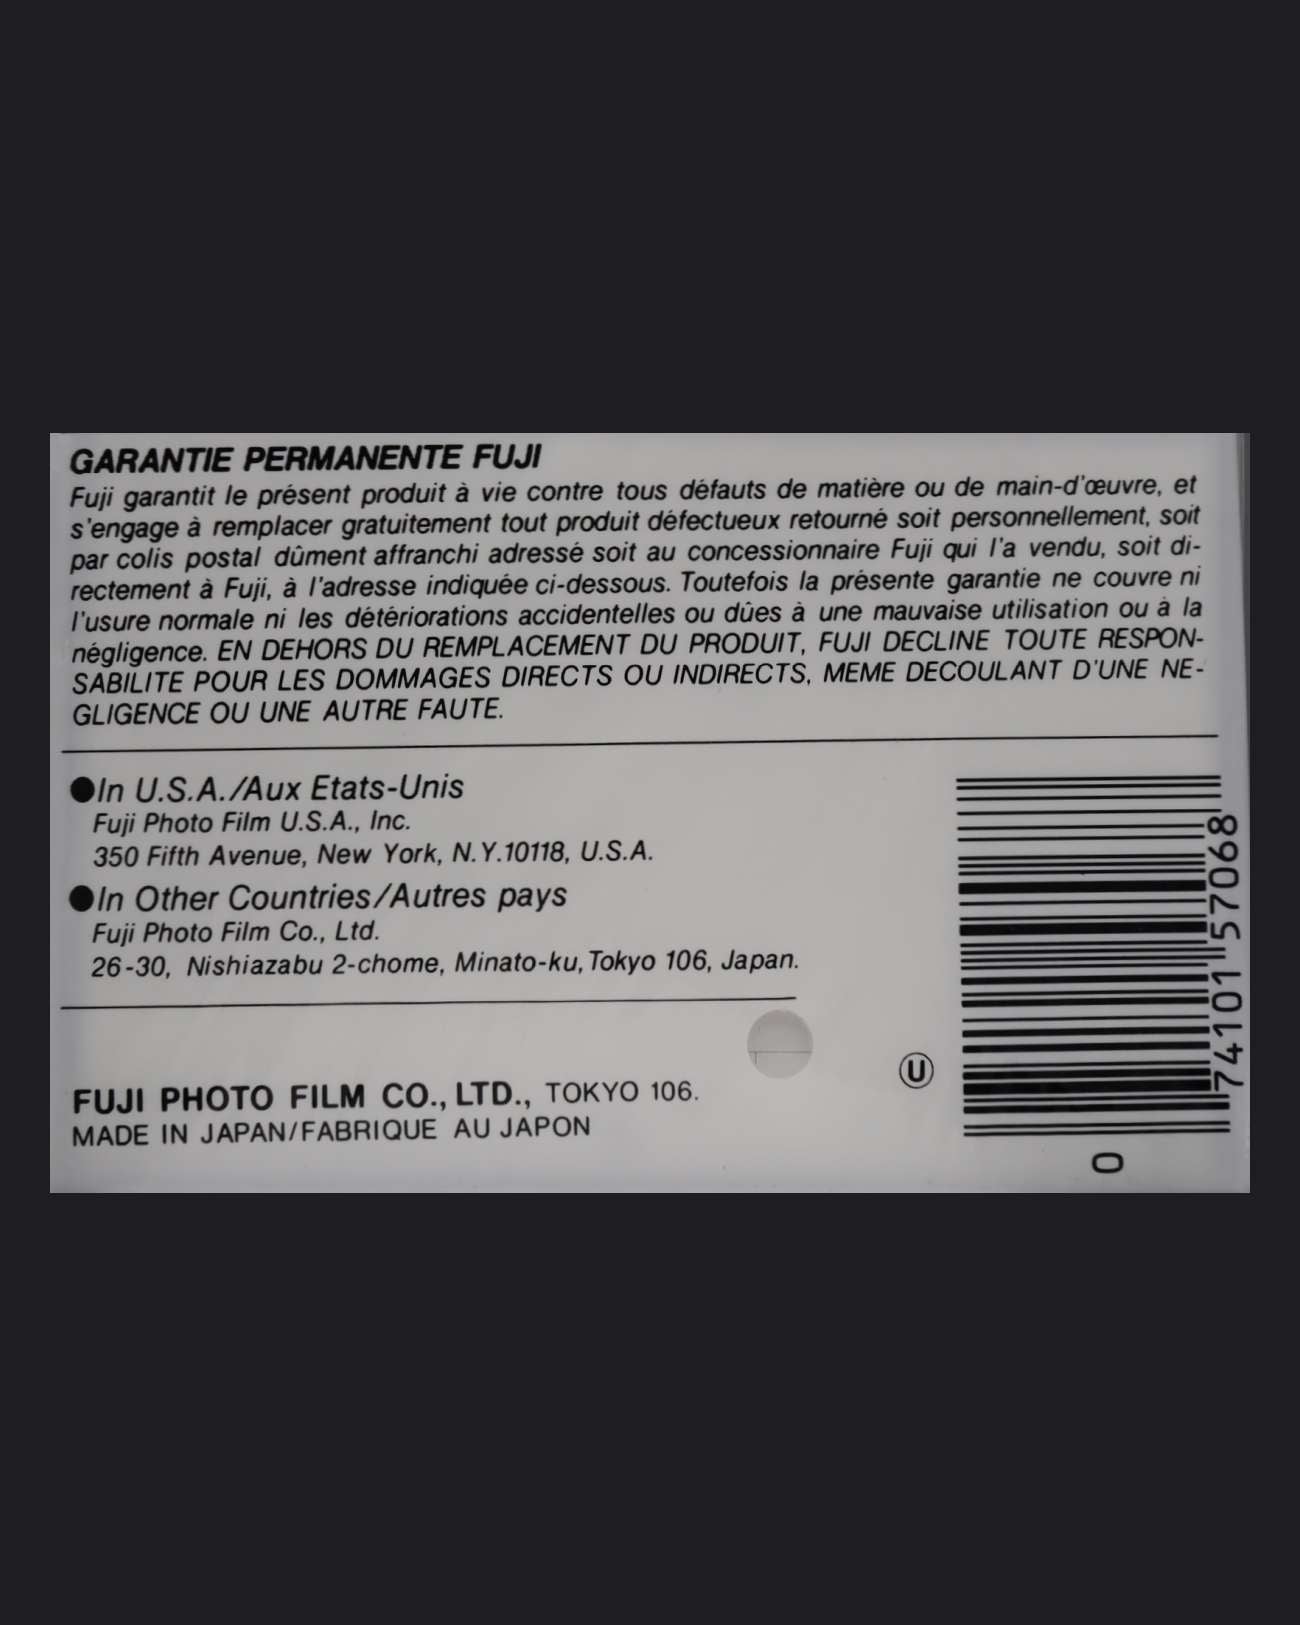 GARANTIE PERMANENTE FUJI
Fuji garantit le présent produit à vie contre tous défauts de matière ou de main-d'œuvre, et
s'engage à remplacer gratuitement tout produit défectueux retourné soit personnellement, soit
par colis postal dûment affranchi adressé soit au concessionnaire Fuji qui l'a vendu, soit di-
rectement à Fuji, à l'adresse indiquée ci-dessous. Toutefois la présente garantie ne couvre ni
l'usure normale ni les détériorations accidentelles ou dûes à une mauvaise utilisation ou à la
négligence. EN DEHORS DU REMPLACEMENT DU PRODUIT, FUJI DECLINE TOUTE RESPON-
SABILITE POUR LES DOMMAGES DIRECTS OU INDIRECTS, MEME DECOULANT D'UNE NE-
GLIGENCE OU UNE AUTRE FAUTE.
●In U.S.A./Aux Etats-Unis
Fuji Photo Film U.S.A., Inc.
350 Fifth Avenue, New York, N.Y.10118, U.S.A.
●In Other Countries/Autres pays
Fuji Photo Film Co., Ltd.
26-30, Nishiazabu 2-chome, Minato-ku, Tokyo 106, Japan.
FUJI PHOTO FILM CO., LTD., TOKYO 106.
MADE IN JAPAN/FABRIQUE AU JAPON
Ⓤ
0 74101 57068